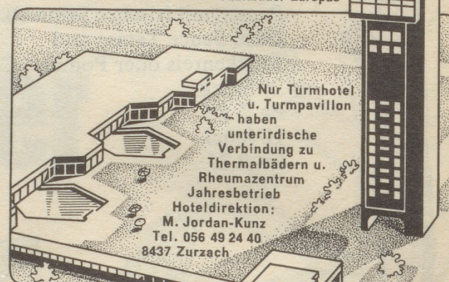 Europas
Nur Turmhotel
u. Turmpavillon
haben
unterirdische
Verbindung zu
Thermalbädern u.
Rheumazentrum
Jahresbetrieb
Hoteldirektion:
M. Jordan-Kunz
Tel. 056 49 24 40
8437 Zurzach